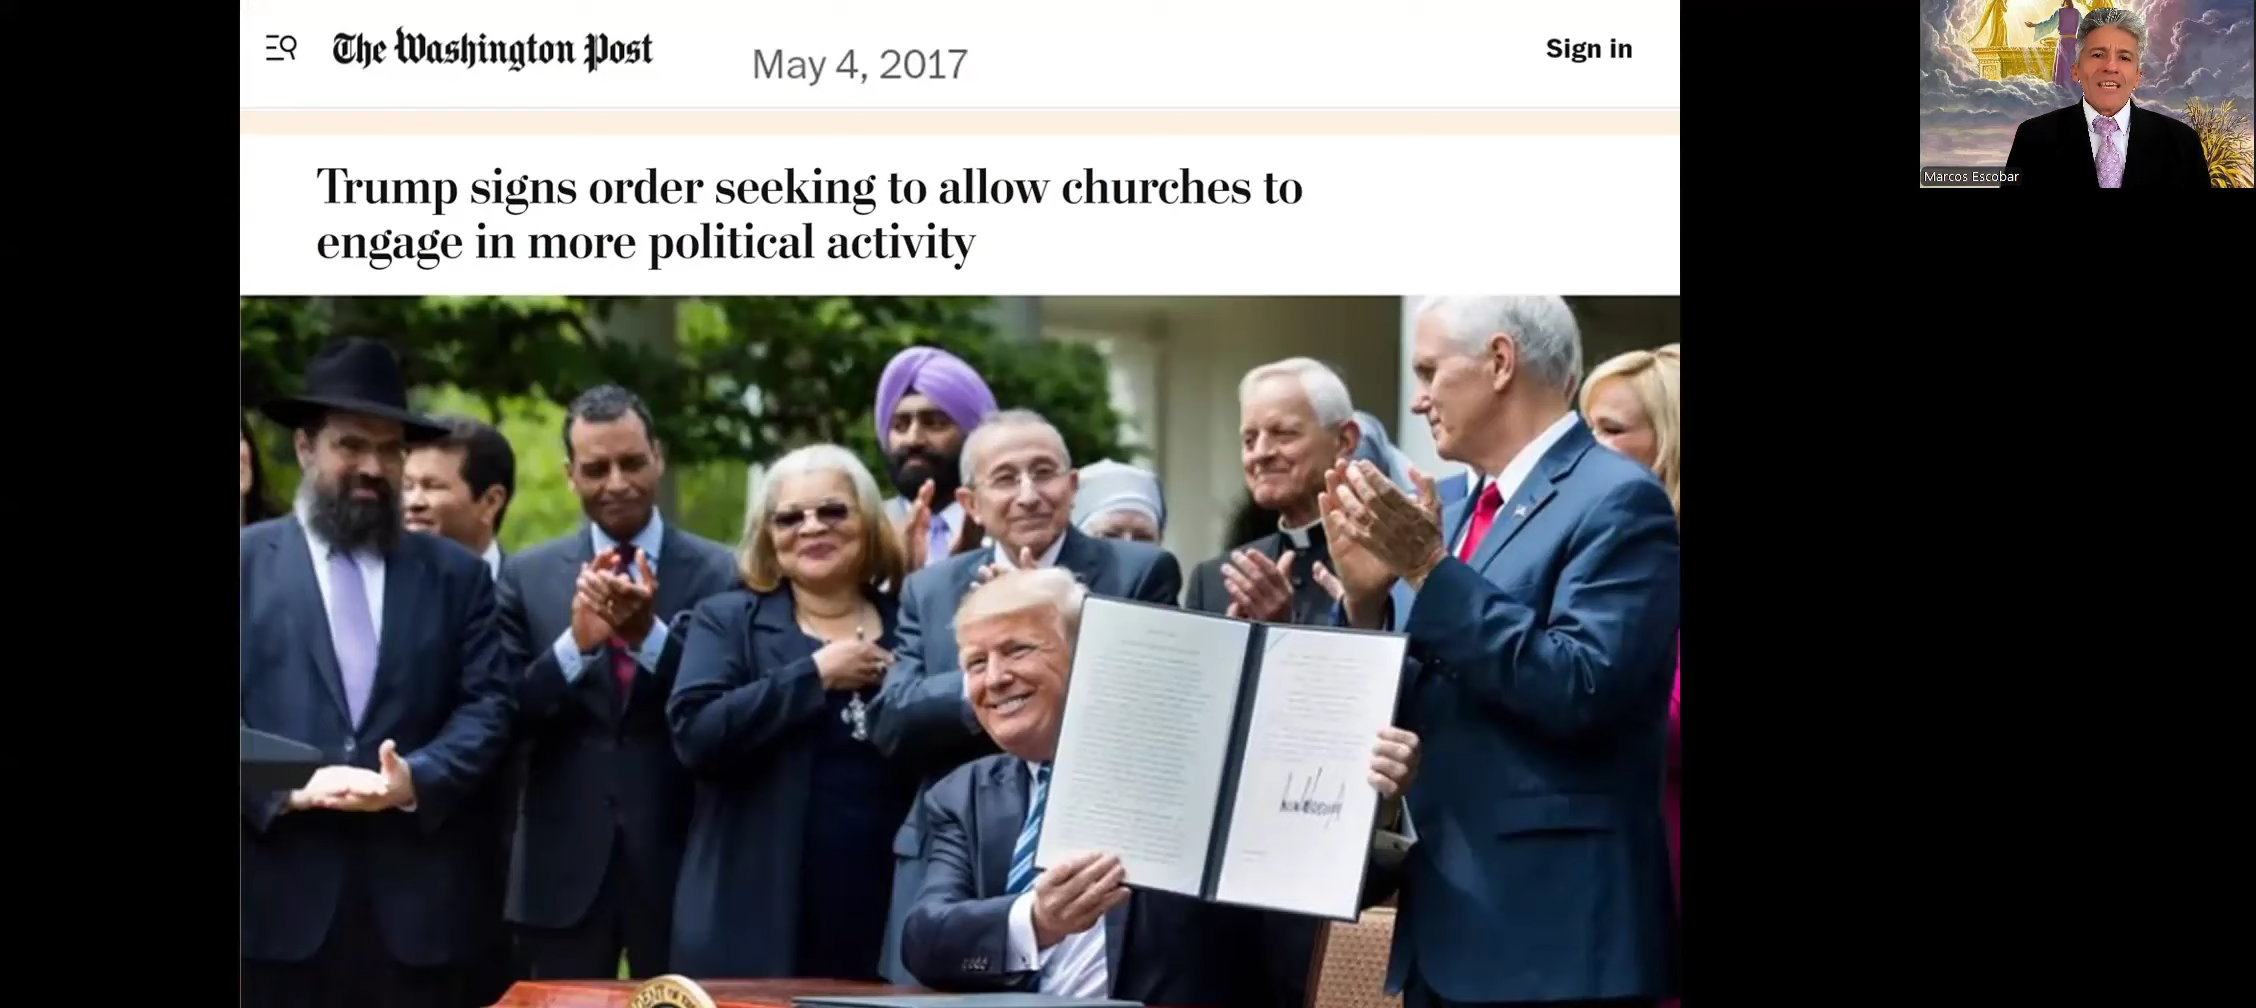 The Washington Post
May 4, 2017
Sign in
Trump signs order seeking to allow churches to
engage in more political activity
Marcos Escobar